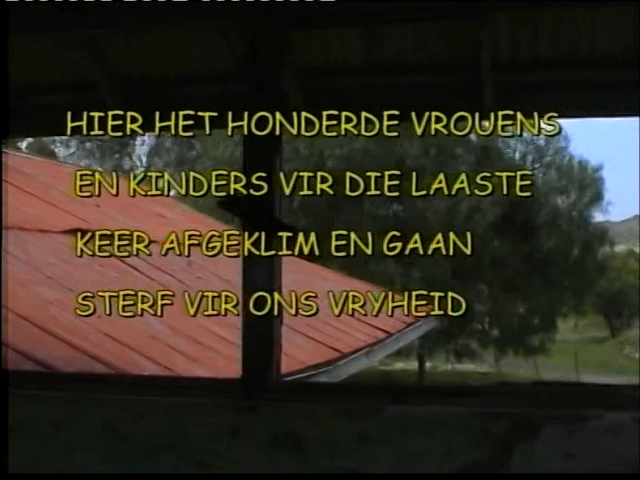 HIER HET HONDERDE VROUENS
EN KINDERS VIR DIE LAASTE
KEER AFGEKLIM EN GAAN
STERF VIR ONS VRYHEID